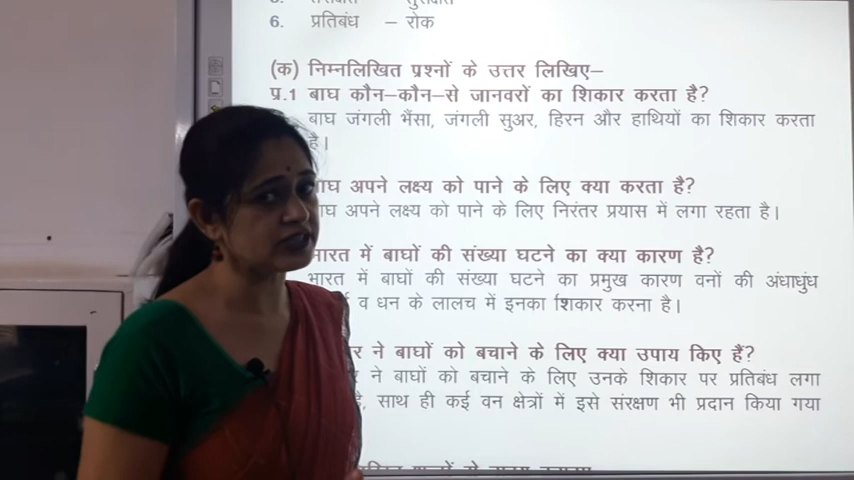 6. प्रतिबंध – रोक
(क) निम्नलिखित प्रश्नों के उत्तर लिखिए–
प्र.1 बाघ कौन–कौन–से जानवरों का शिकार करता है?
बाघ जंगली भैंसा, जंगली सुअर, हिरन और हाथियों का शिकार करता
है।
बाघ अपने लक्ष्य को पाने के लिए क्या करता है?
बाघ अपने लक्ष्य को पाने के लिए निरंतर प्रयास में लगा रहता है।
भारत में बाघों की संख्या घटने का क्या कारण है?
भारत में बाघों की संख्या घटने का प्रमुख कारण वनों की अंधाधुंध
व धन के लालच में इनका शिकार करना है।
ने बाघों को बचाने के लिए क्या उपाय किए हैं?
ने बाघों को बचाने के लिए उनके शिकार पर प्रतिबंध लगा
है, साथ ही कई वन क्षेत्रों में इसे संरक्षण भी प्रदान किया गया